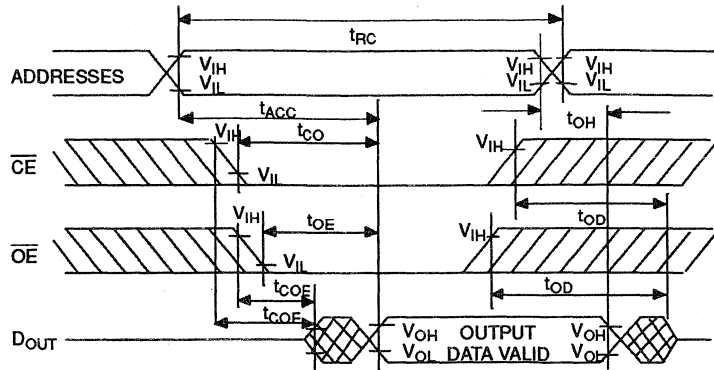 tRC
ADDRESSES
VIH
VIL
VIH
VIL
VIH
VIL
tACC
tOH
tCO
VIH
VIH
CE
VIL
tOD
VIH
tOE
VIH
OE
VIL
tCOE
tOD
tCOE
DOUT
VOH
VOL
OUTPUT
DATA VALID
VOH
VOL